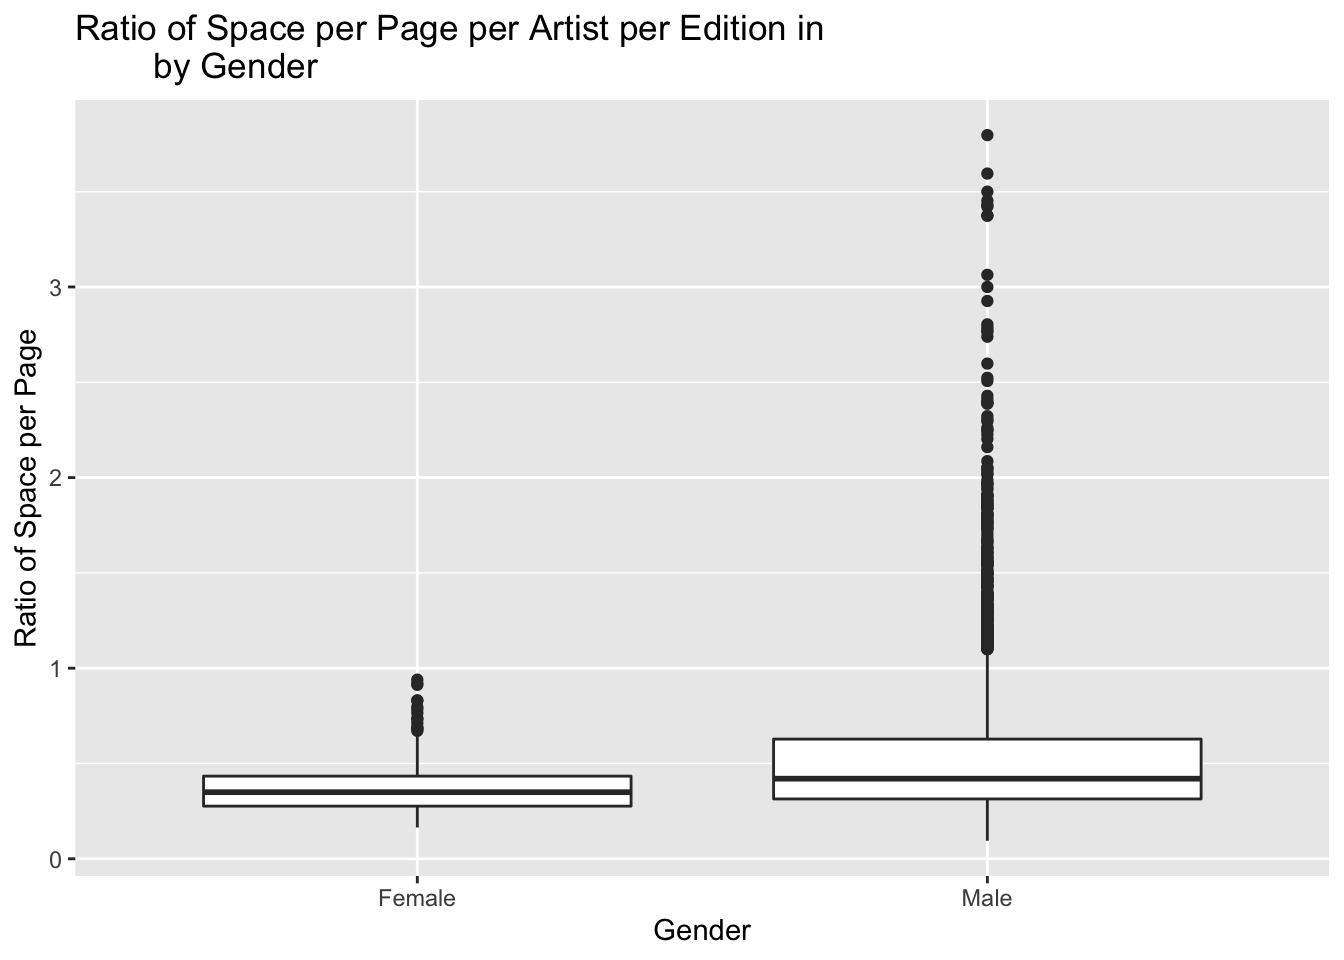 Ratio of Space per Page per Artist per Edition in
by Gender
Ratio of Space per Page
3
2
1
0
Female
Male
Gender